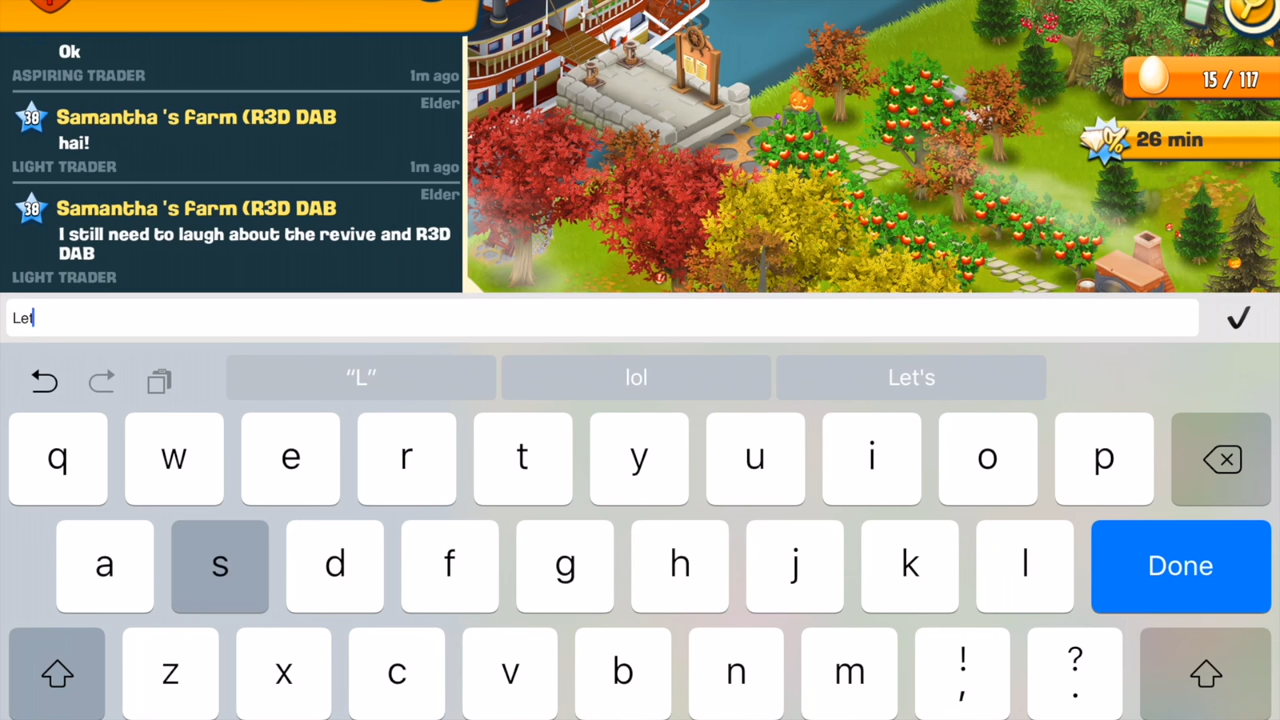 Ok
ASPIRING TRADER 1m ago
Elder
38 Samantha 's farm (R3D DAB
hai!
LIGHT TRADER 1m ago
Elder
38 Samantha 's farm (R3D DAB
I still need to laugh about the revive and R3D
DAB
LIGHT TRADER
15 / 117
% 26 min
Let
“L” lol Let's
q w e r t y u i o p
a s d f g h j k l Done
z x c v b n m ! , ? .